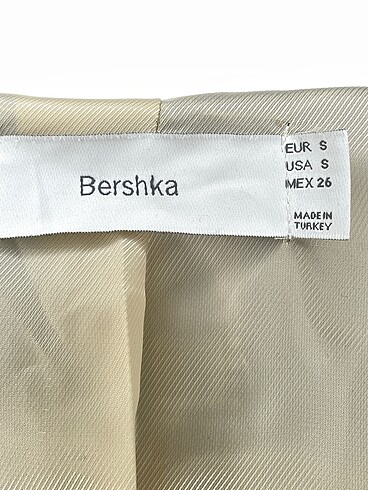 Bershka
EUR S
USA S
MEX 26
MADE IN
TURKEY